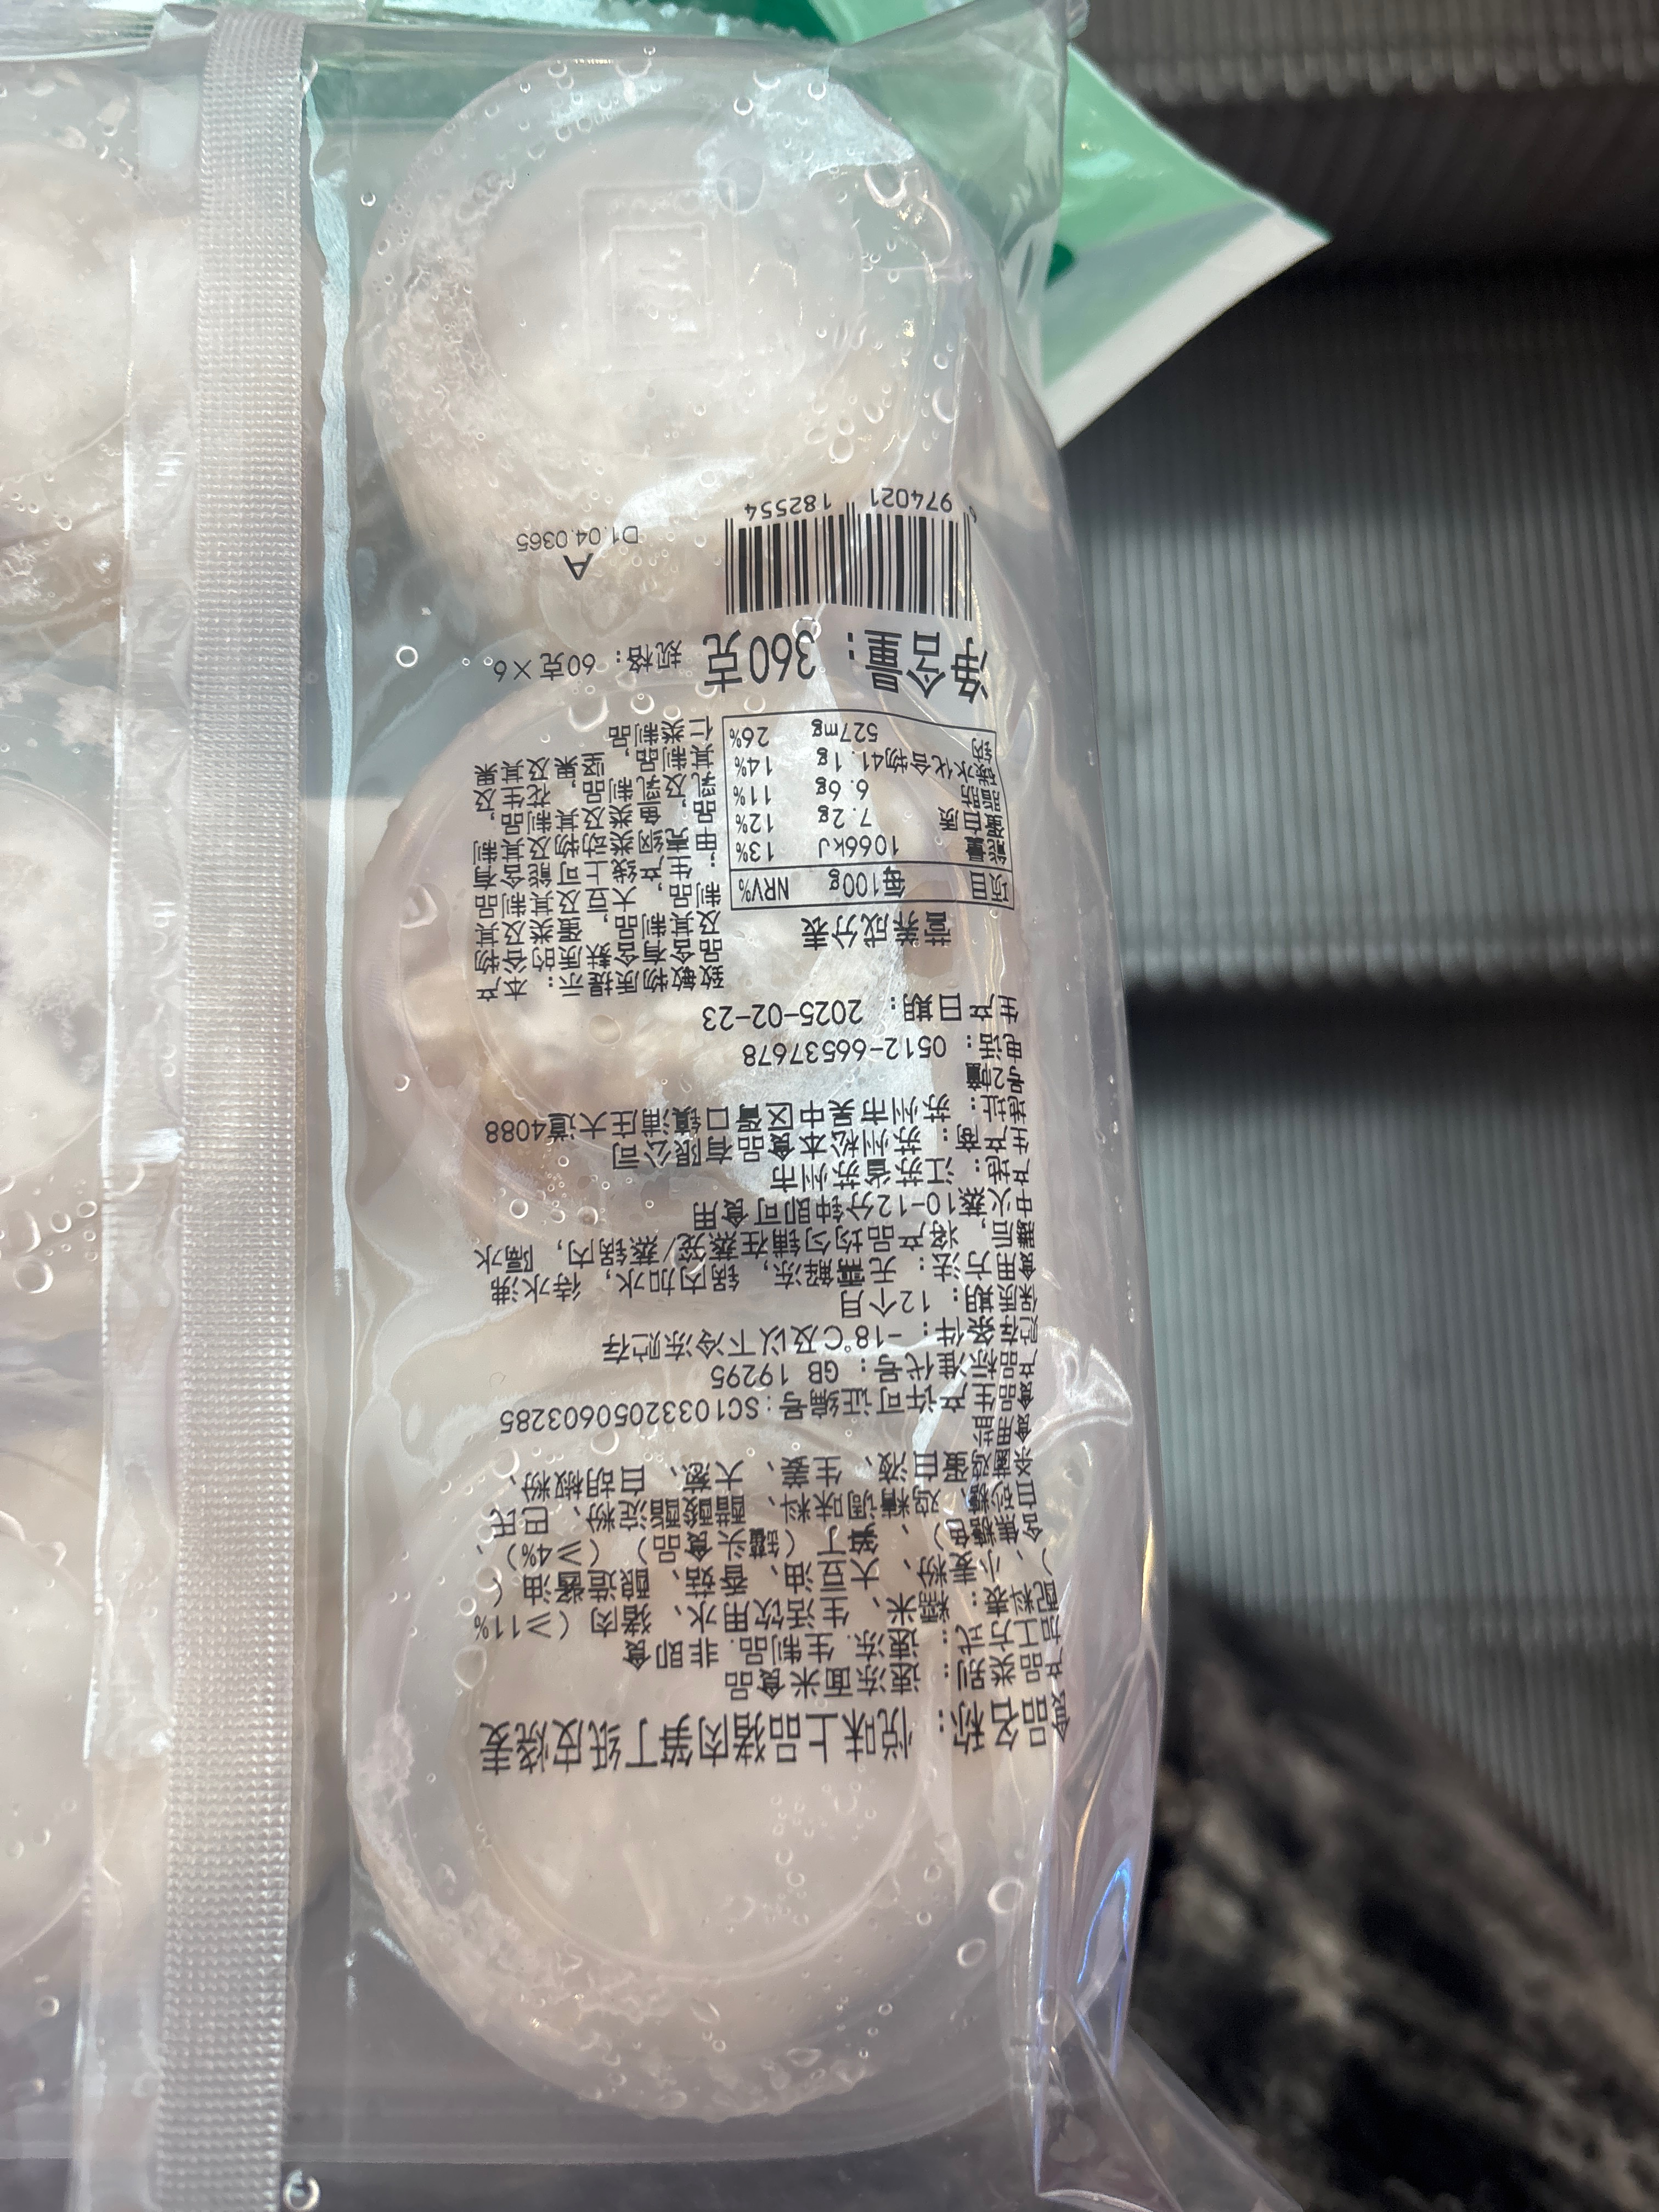 食品名称: 悦味上品猪肉笋丁纸皮烧麦
产品类别: 速冻面米食品
加工方式: 速冻.生制品.非即食
配料表: 糯米、生活饮用水、猪肉（≥11%
）、小麦粉、大豆油、香菇、酿造酱油（
含焦糖色）、笋丁（罐头食品）（≥4%）、
白砂糖、鸡精调味料、醋酸酯淀粉、巴氏
杀菌鸡蛋白液、生姜、大葱、白胡椒粉、
食用盐
食品生产许可证编号:SC10332050603285
产品标准代号: GB 19295
贮存条件: -18℃及以下冷冻贮存
保质期: 12个月
食用方法: 无需解冻，锅内加水，待水沸
腾后，将产品均匀铺在蒸笼/蒸锅内，隔水
中火蒸10-12分钟即可食用
产地: 江苏省苏州市
生产商: 苏州松本食品有限公司
地址: 苏州市吴中区胥口镇浦庄大道4088
号2幢
电话: 0512-66537678
生产日期: 2025-02-23
营养成分表
项目 每100g NRV%
能量 1066kJ 13%
蛋白质 7.2g 12%
脂肪 6.6g 11%
碳水化合物41.1g 14%
钠 527mg 26%
致敏物质提示: 本产
品含有含麸质的谷物
及其制品，蛋类及其
制品，大豆及其制品
；生产线上可能含有
甲壳纲类动物及其制
品，鱼类及其制品，
乳及乳制品，花生及
其制品，坚果及其果
仁类制品
净含量: 360克 规格: 60克×6
6 974021 182554
A
D1.04.0365